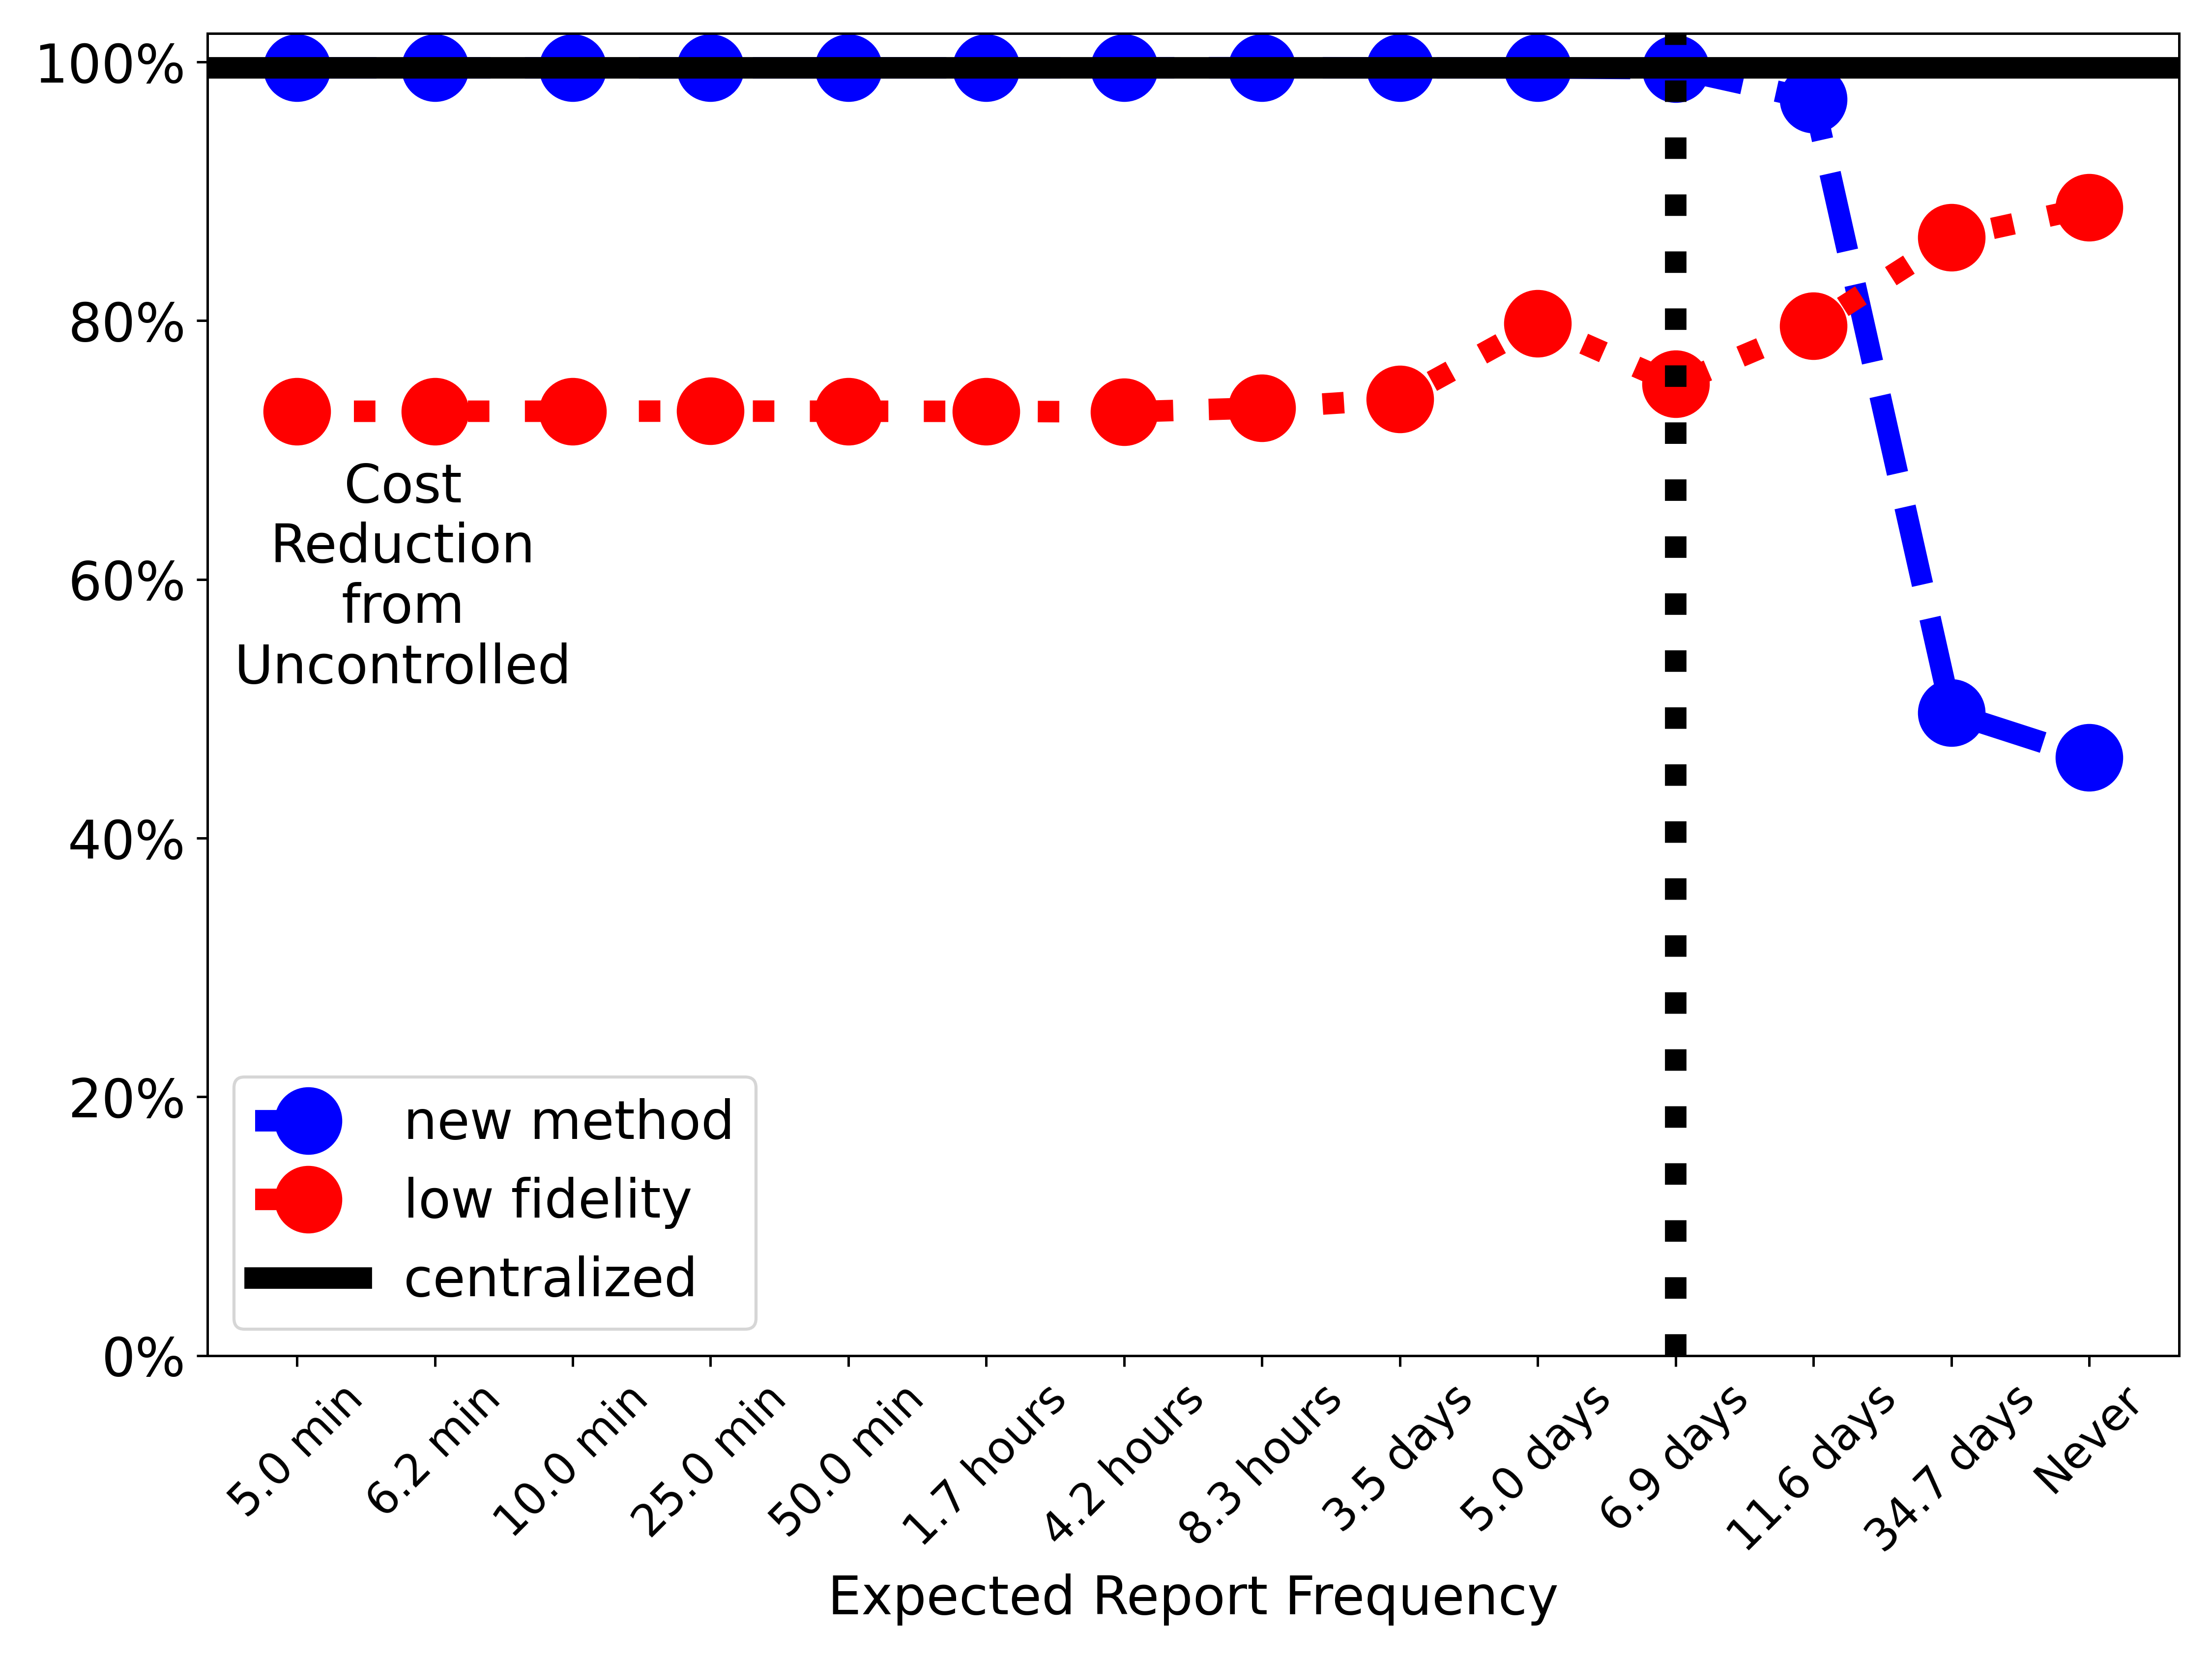 100%
80%
60%
40%
20%
0%
Cost
Reduction
from
Uncontrolled
new method
low fidelity
centralized
5.0 min
6.2 min
10.0 min
25.0 min
50.0 min
1.7 hours
4.2 hours
8.3 hours
3.5 days
5.0 days
6.9 days
11.6 days
34.7 days
Never
Expected Report Frequency